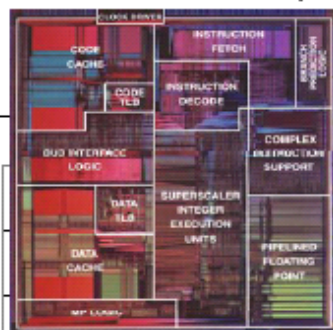 CLOCK DRIVER
CODE
CACHE
CODE
TLB
INSTRUCTION
FETCH
INSTRUCTION
DECODE
BRANCH
PREDICTION
LOGIC
BUS INTERFACE
LOGIC
COMPLEX
INSTRUCTION
SUPPORT
DATA
TLB
SUPERSCALER
INTEGER
EXECUTION
UNITS
DATA
CACHE
PIPELINED
FLOATING
POINT
MP LOGIC